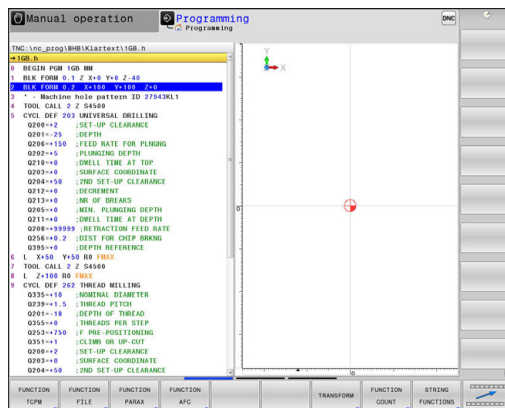 Manual operation
Programming
Programming
DNC
TNC:\nc_prog\BHB\Klartext\1GB.h
→1GB.h
0 BEGIN PGM 1GB MM
1 BLK FORM 0.1 Z X+0 Y+0 Z-40
2 BLK FORM 0.2 X+100 Y+100 Z+0
3 * - Machine hole pattern ID 27943KL1
4 TOOL CALL 2 Z S4500
5 CYCL DEF 203 UNIVERSAL DRILLING
Q200=+2 ;SET-UP CLEARANCE
Q201=-25 ;DEPTH
Q206=+150 ;FEED RATE FOR PLNGNG
Q202=+5 ;PLUNGING DEPTH
Q210=+0 ;DWELL TIME AT TOP
Q203=+0 ;SURFACE COORDINATE
Q204=+50 ;2ND SET-UP CLEARANCE
Q212=+0 ;DECREMENT
Q213=+0 ;NR OF BREAKS
Q205=+0 ;MIN. PLUNGING DEPTH
Q211=+0 ;DWELL TIME AT DEPTH
Q208=+99999 ;RETRACTION FEED RATE
Q256=+0.2 ;DIST FOR CHIP BRKNG
Q395=+0 ;DEPTH REFERENCE
6 L X+50 Y+50 R0 FMAX
7 TOOL CALL 2 Z S4500
8 L Z+100 R0 FMAX
9 CYCL DEF 262 THREAD MILLING
Q335=+10 ;NOMINAL DIAMETER
Q239=+1.5 ;THREAD PITCH
Q201=-18 ;DEPTH OF THREAD
Q355=+0 ;THREADS PER STEP
Q253=+750 ;F PRE-POSITIONING
Q351=+1 ;CLIMB OR UP-CUT
Q200=+2 ;SET-UP CLEARANCE
Q203=+0 ;SURFACE COORDINATE
Q204=+50 ;2ND SET-UP CLEARANCE
Y
X
0
0
FUNCTION
TCPM
FUNCTION
FILE
FUNCTION
PARAX
FUNCTION
AFC
TRANSFORM
FUNCTION
COUNT
STRING
FUNCTIONS